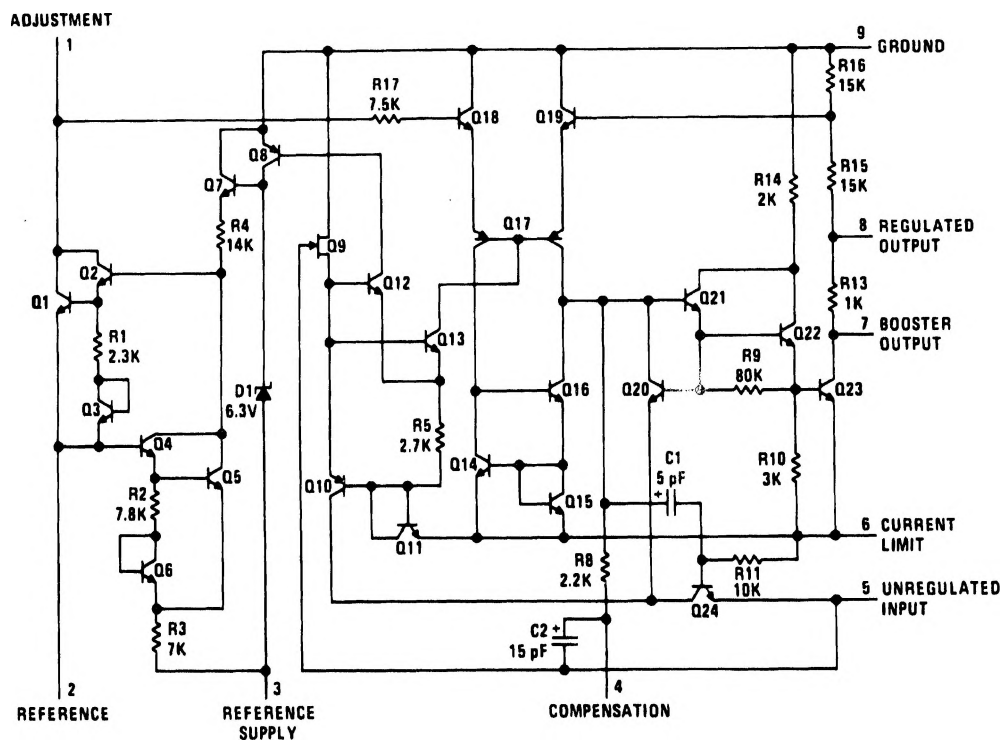 ADJUSTMENT
1
9
GROUND
R16
15K
R17
7.5K
Q18
Q19
Q8
Q7
R15
15K
R14
2K
R4
14K
Q17
8
REGULATED
OUTPUT
Q9
Q2
Q12
Q21
R13
1K
Q1
Q13
Q22
7
BOOSTER
OUTPUT
R1
2.3K
R9
80K
D1
6.3V
Q16
Q20
Q23
Q3
R5
2.7K
Q4
Q14
C1
5 pF
+
R10
3K
Q5
Q10
Q15
R2
7.8K
6
CURRENT
LIMIT
Q11
R8
2.2K
R11
10K
Q6
5
UNREGULATED
INPUT
Q24
R3
7K
C2
+
15 pF
2
REFERENCE
3
REFERENCE
SUPPLY
4
COMPENSATION